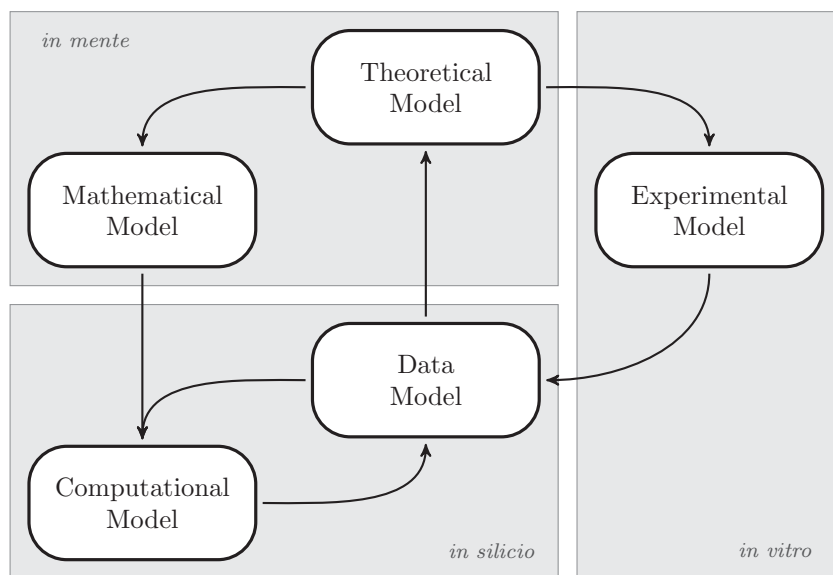 in mente
Theoretical
Model
Mathematical
Model
Experimental
Model
Data
Model
Computational
Model
in silicio
in vitro